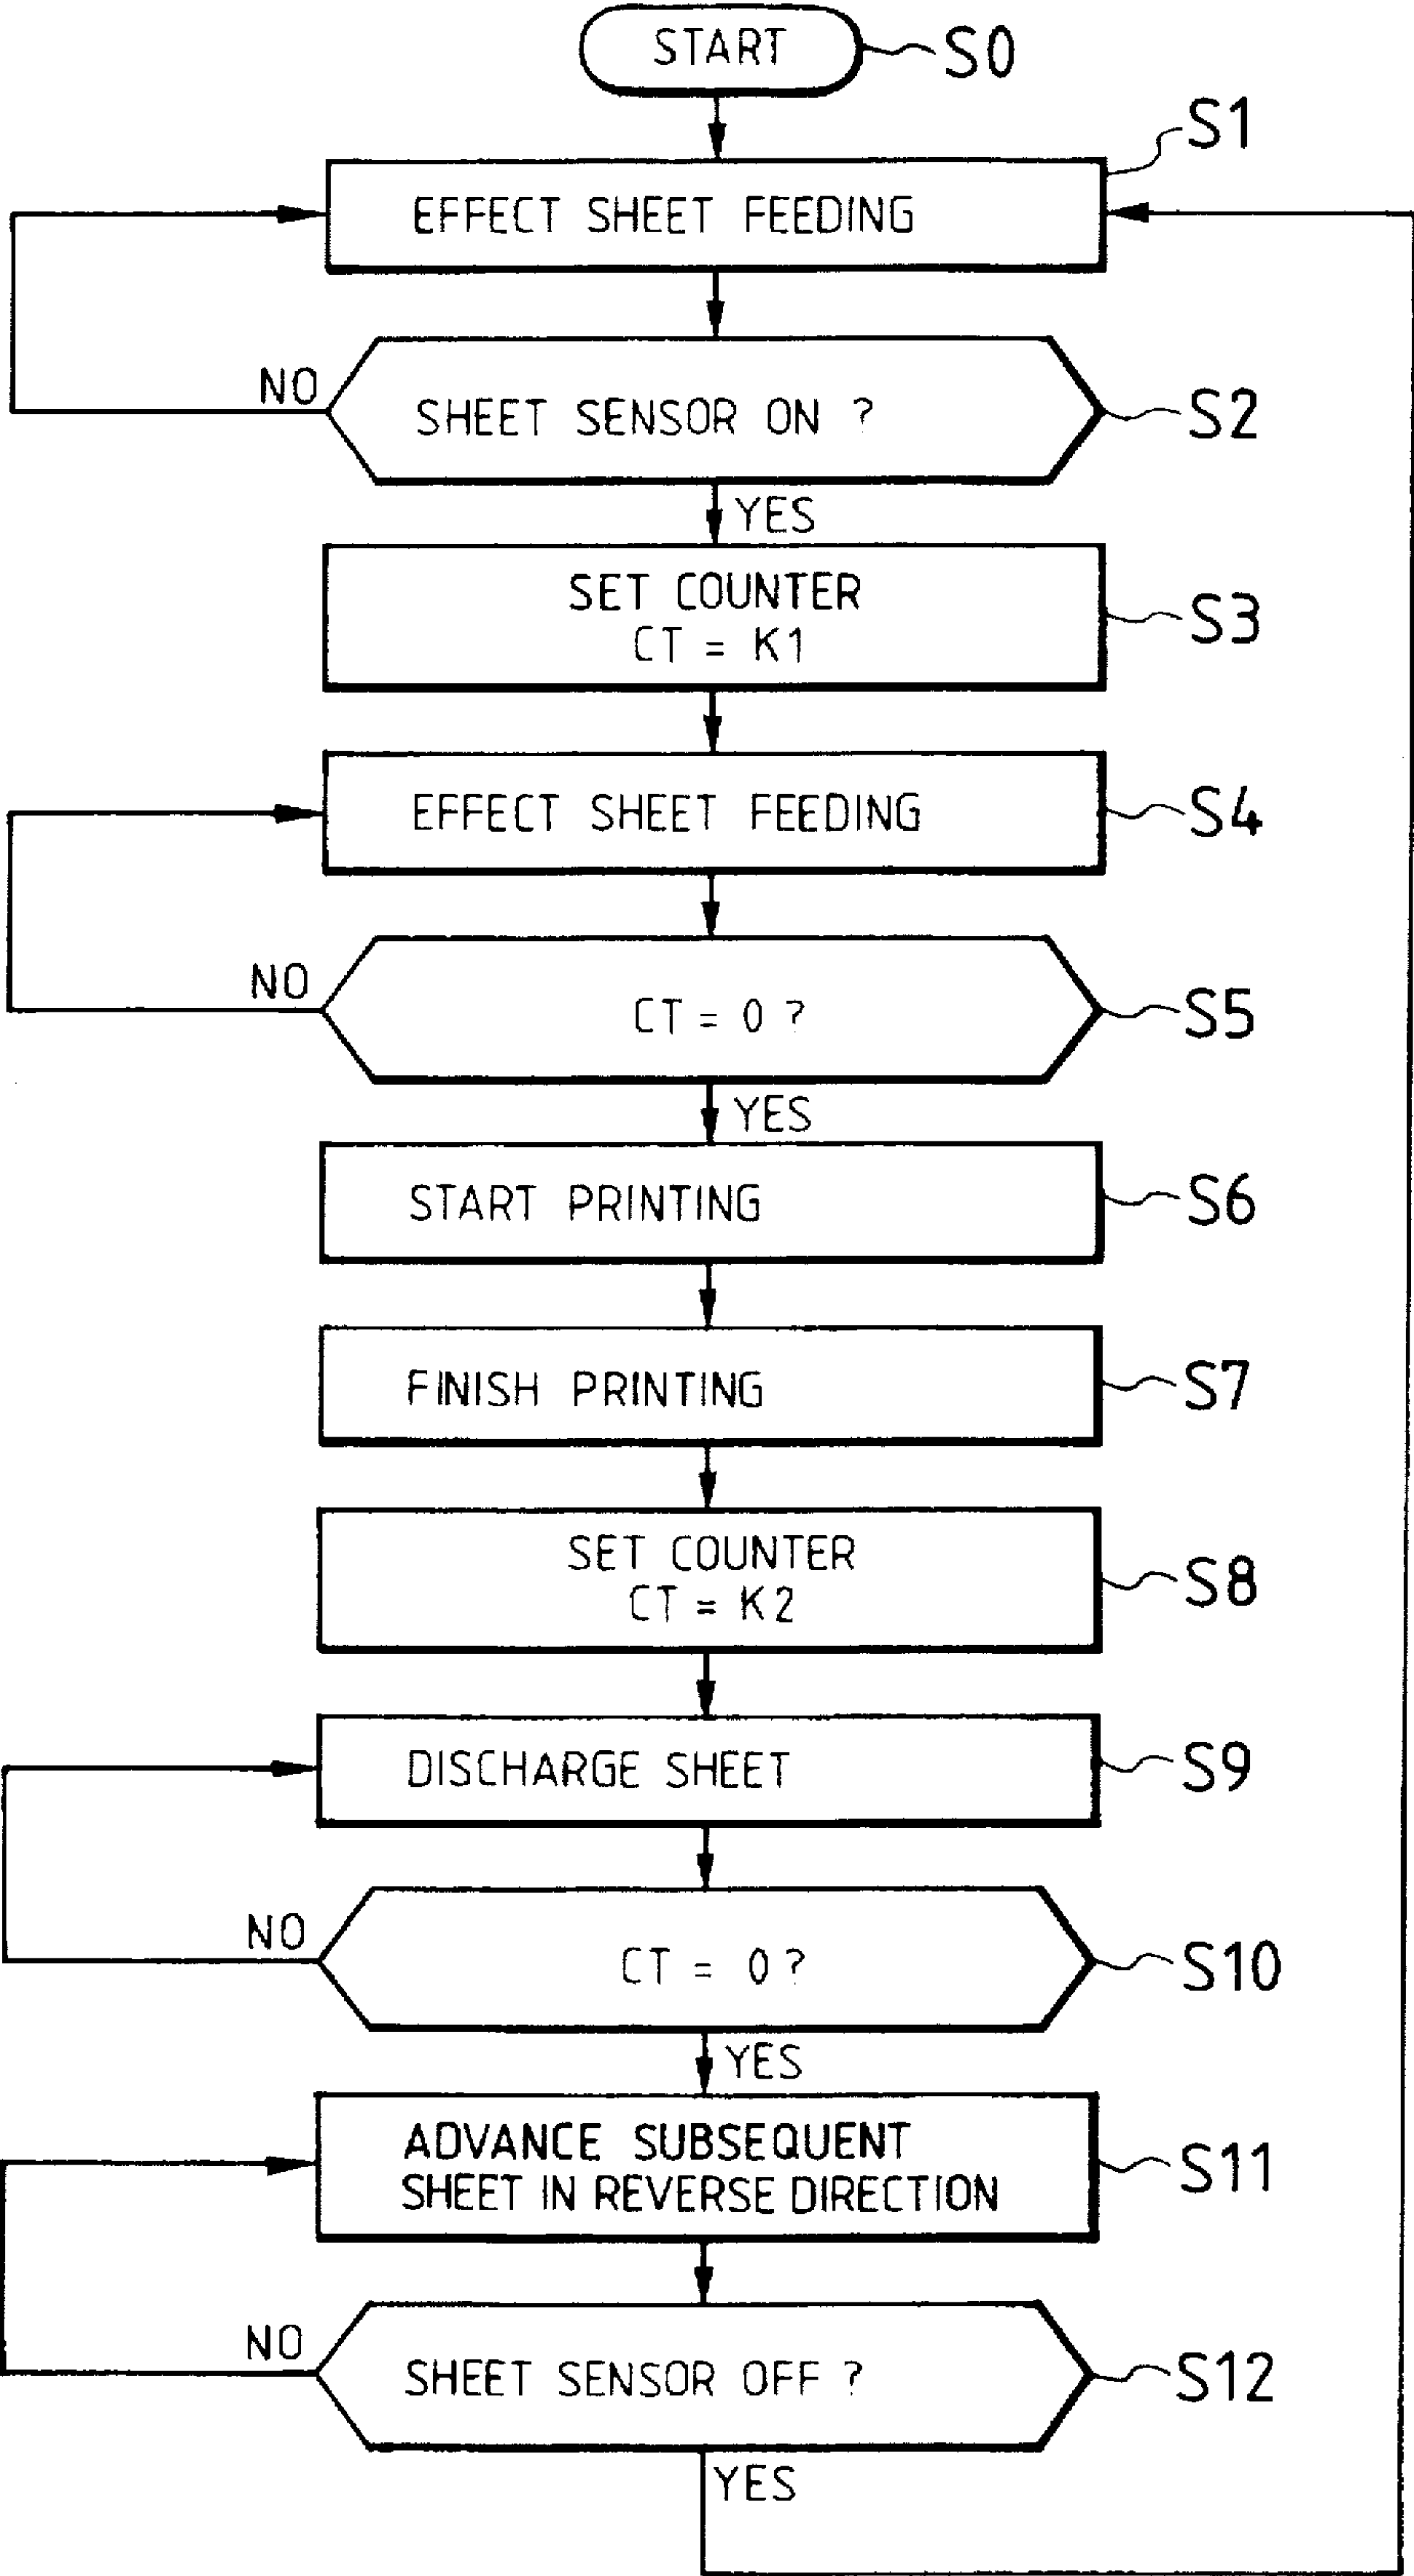 START
S0
S1
EFFECT SHEET FEEDING
NO
SHEET SENSOR ON ?
S2
YES
SET COUNTER
CT = K1
S3
EFFECT SHEET FEEDING
S4
NO
CT = 0 ?
S5
YES
START PRINTING
S6
FINISH PRINTING
S7
SET COUNTER
CT = K2
S8
DISCHARGE SHEET
S9
NO
CT = 0 ?
S10
YES
ADVANCE SUBSEQUENT
SHEET IN REVERSE DIRECTION
S11
NO
SHEET SENSOR OFF ?
S12
YES